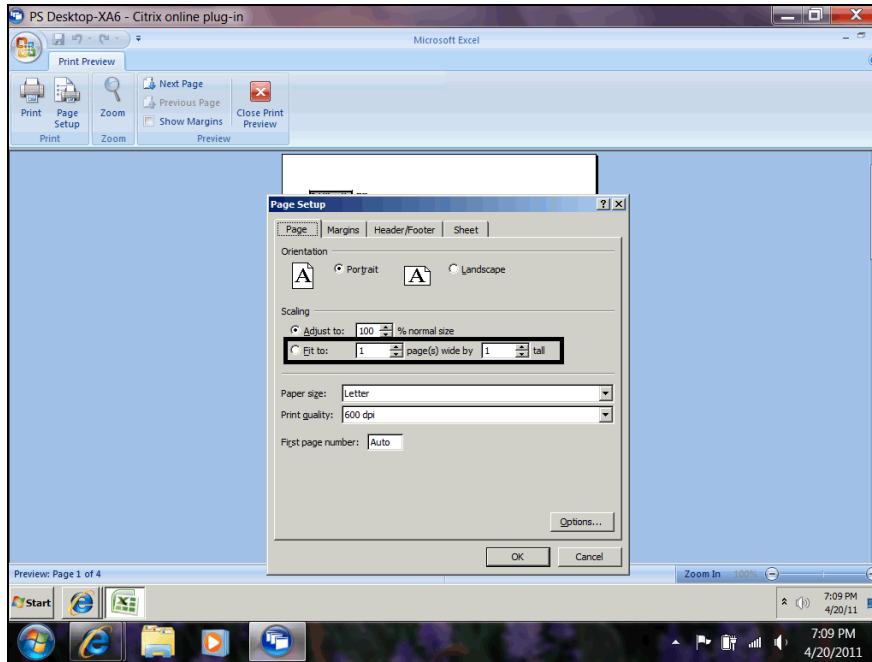 PS Desktop-XA6 - Citrix online plug-in
Microsoft Excel
Print Preview
Print
Page Setup
Zoom
Next Page
Previous Page
Show Margins
Close Print Preview
Print
Zoom
Preview
Page Setup
Page
Margins
Header/Footer
Sheet
Orientation
A
Portrait
A
Landscape
Scaling
Adjust to: 100 % normal size
Fit to: 1 page(s) wide by 1 tall
Paper size: Letter
Print quality: 600 dpi
First page number: Auto
Options...
OK
Cancel
Preview: Page 1 of 4
Zoom In 100%
Start
7:09 PM
4/20/11
7:09 PM
4/20/2011